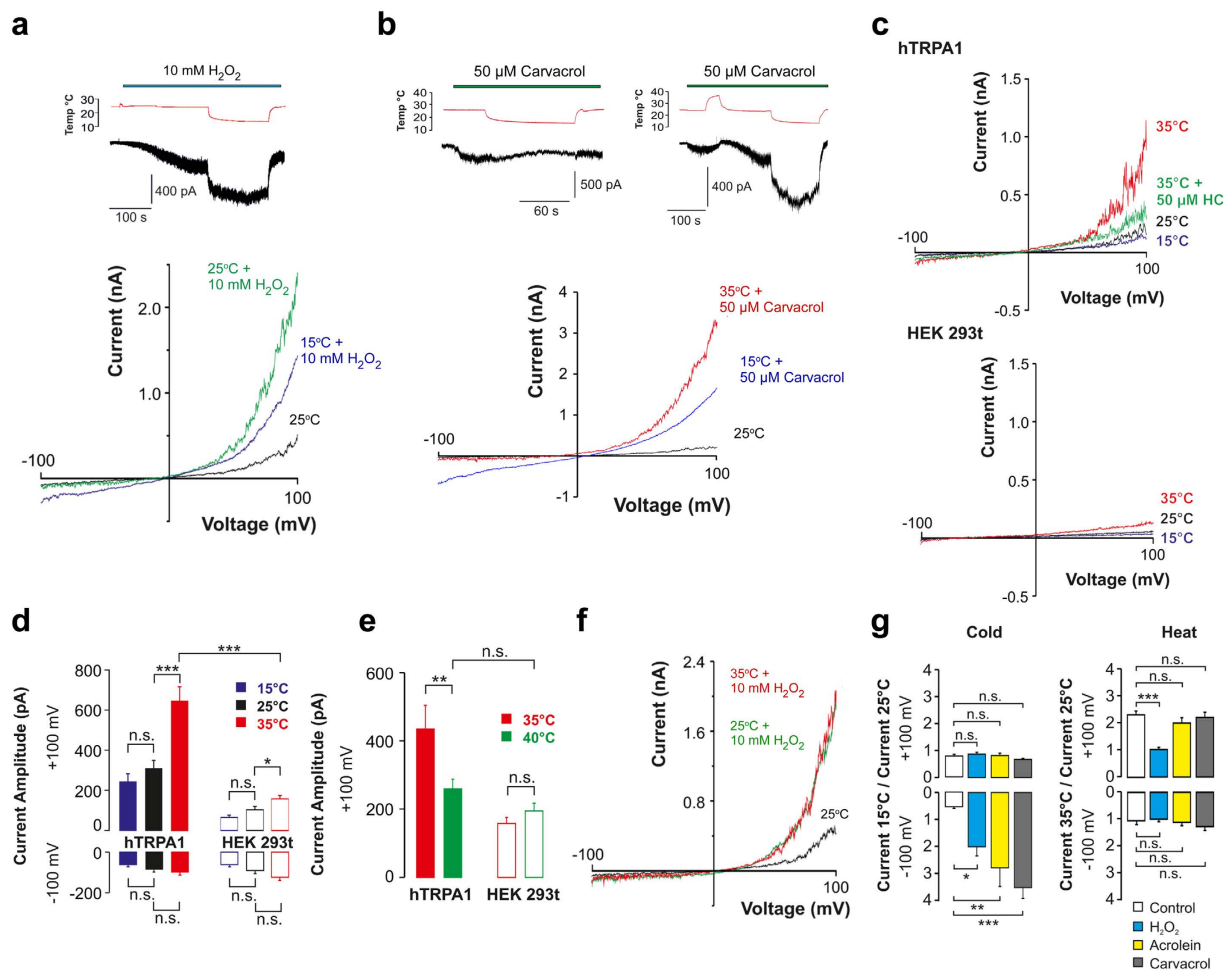 a
10 mM H2O2
Temp °C
30
20
10
400 pA
100 s
Current (nA)
2.0
1.0
25°C +
10 mM H2O2
15°C +
10 mM H2O2
25°C
-100
100
Voltage (mV)
b
50 µM Carvacrol
Temp °C
40
30
20
10
500 pA
60 s
50 µM Carvacrol
Temp °C
40
30
20
10
400 pA
100 s
Current (nA)
4
3
2
1
-1
35°C +
50 µM Carvacrol
15°C +
50 µM Carvacrol
25°C
-100
100
Voltage (mV)
c
hTRPA1
Current (nA)
1.5
1.0
0.5
-0.5
35°C
35°C +
50 µM HC
25°C
15°C
-100
100
Voltage (mV)
HEK 293t
Current (nA)
1.5
1.0
0.5
-0.5
35°C
25°C
15°C
-100
100
Voltage (mV)
d
Current Amplitude (pA)
-100 mV
+100 mV
800
600
400
200
0
0
-200
***
***
n.s.
15°C
25°C
35°C
n.s.
*
hTRPA1
HEK 293t
n.s.
n.s.
n.s.
n.s.
e
Current Amplitude (pA)
+100 mV
600
400
200
0
n.s.
**
35°C
40°C
n.s.
hTRPA1
HEK 293t
f
Current (nA)
2.4
1.6
0.8
35°C +
10 mM H2O2
25°C +
10 mM H2O2
25°C
-100
100
Voltage (mV)
g
Cold
Current 15°C / Current 25°C
-100 mV
+100 mV
4
3
2
1
0
0
1
2
3
4
n.s.
n.s.
n.s.
*
**
***
Heat
Current 35°C / Current 25°C
-100 mV
+100 mV
4
3
2
1
0
0
1
2
3
4
n.s.
n.s.
***
n.s.
n.s.
n.s.
Control
H2O2
Acrolein
Carvacrol